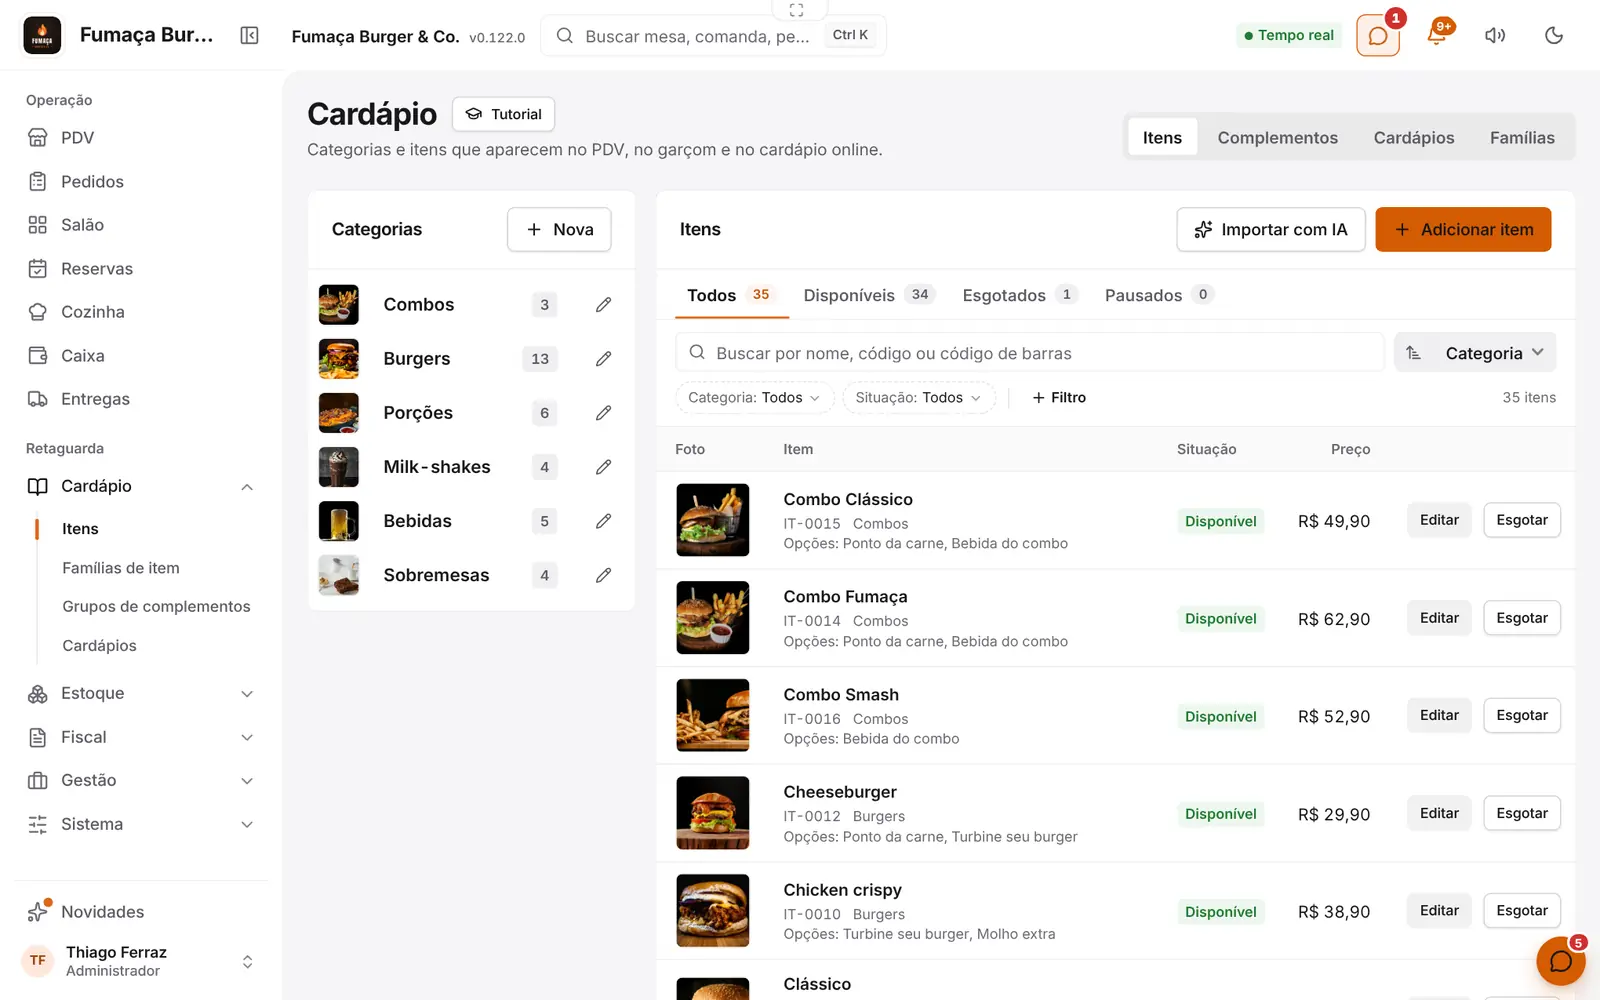 FUMAÇA
Fumaça Bur...
Fumaça Burger & Co. v0.122.0
Buscar mesa, comanda, pe... Ctrl K
Tempo real
1
9+
Operação
PDV
Pedidos
Salão
Reservas
Cozinha
Caixa
Entregas
Retaguarda
Cardápio
Itens
Famílias de item
Grupos de complementos
Cardápios
Estoque
Fiscal
Gestão
Sistema
Novidades
TF Thiago Ferraz
Administrador
Cardápio Tutorial
Categorias e itens que aparecem no PDV, no garçom e no cardápio online.
Itens Complementos Cardápios Famílias
Categorias + Nova
Combos 3
Burgers 13
Porções 6
Milk-shakes 4
Bebidas 5
Sobremesas 4
Itens Importar com IA + Adicionar item
Todos 35 Disponíveis 34 Esgotados 1 Pausados 0
Buscar por nome, código ou código de barras Categoria
Categoria: Todos Situação: Todos + Filtro 35 itens
Foto Item Situação Preço
Combo Clássico
IT-0015 Combos
Opções: Ponto da carne, Bebida do combo
Disponível R$ 49,90 Editar Esgotar
Combo Fumaça
IT-0014 Combos
Opções: Ponto da carne, Bebida do combo
Disponível R$ 62,90 Editar Esgotar
Combo Smash
IT-0016 Combos
Opções: Bebida do combo
Disponível R$ 52,90 Editar Esgotar
Cheeseburger
IT-0012 Burgers
Opções: Ponto da carne, Turbine seu burger
Disponível R$ 29,90 Editar Esgotar
Chicken crispy
IT-0010 Burgers
Opções: Turbine seu burger, Molho extra
Disponível R$ 38,90 Editar Esgotar
Clássico
5